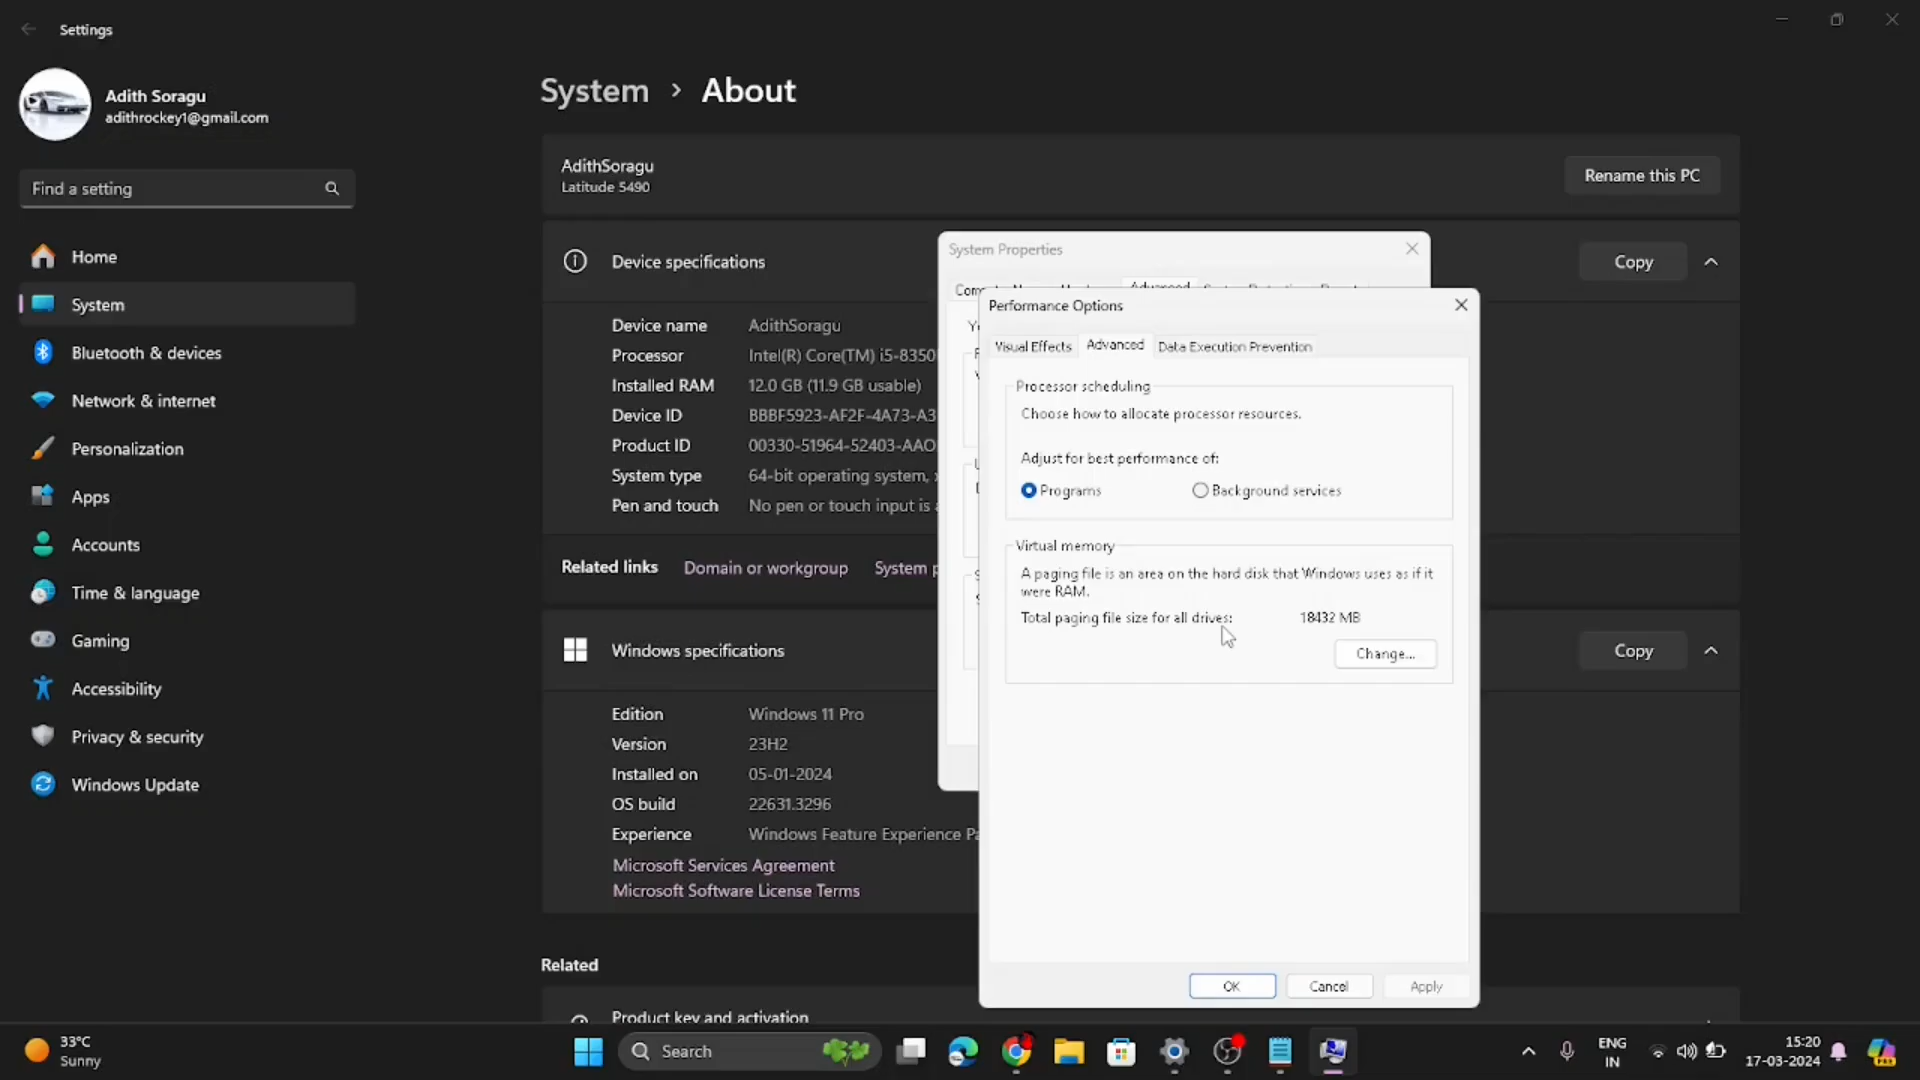 Settings
Adith Soragu
adithrockey1@gmail.com
Find a setting
Home
System
Bluetooth & devices
Network & internet
Personalization
Apps
Accounts
Time & language
Gaming
Accessibility
Privacy & security
Windows Update
System > About
AdithSoragu
Latitude 5490
Rename this PC
Device specifications
Copy
Device name AdithSoragu
Processor Intel(R) Core(TM) i5-8350
Installed RAM 12.0 GB (11.9 GB usable)
Device ID BBBF5923-AF2F-4A73-A3
Product ID 00330-51964-52403-AAO
System type 64-bit operating system,
Pen and touch No pen or touch input is
Related links Domain or workgroup System
Windows specifications
Copy
Edition Windows 11 Pro
Version 23H2
Installed on 05-01-2024
OS build 22631.3296
Experience Windows Feature Experience
Microsoft Services Agreement
Microsoft Software License Terms
Related
Product key and activation
System Properties
Advanced
Performance Options
Visual Effects
Advanced
Data Execution Prevention
Processor scheduling
Choose how to allocate processor resources.
Adjust for best performance of:
Programs
Background services
Virtual memory
A paging file is an area on the hard disk that Windows uses as if it
were RAM.
Total paging file size for all drives: 18432 MB
Change...
OK
Cancel
Apply
33°C
Sunny
Search
ENG
IN
15:20
17-03-2024